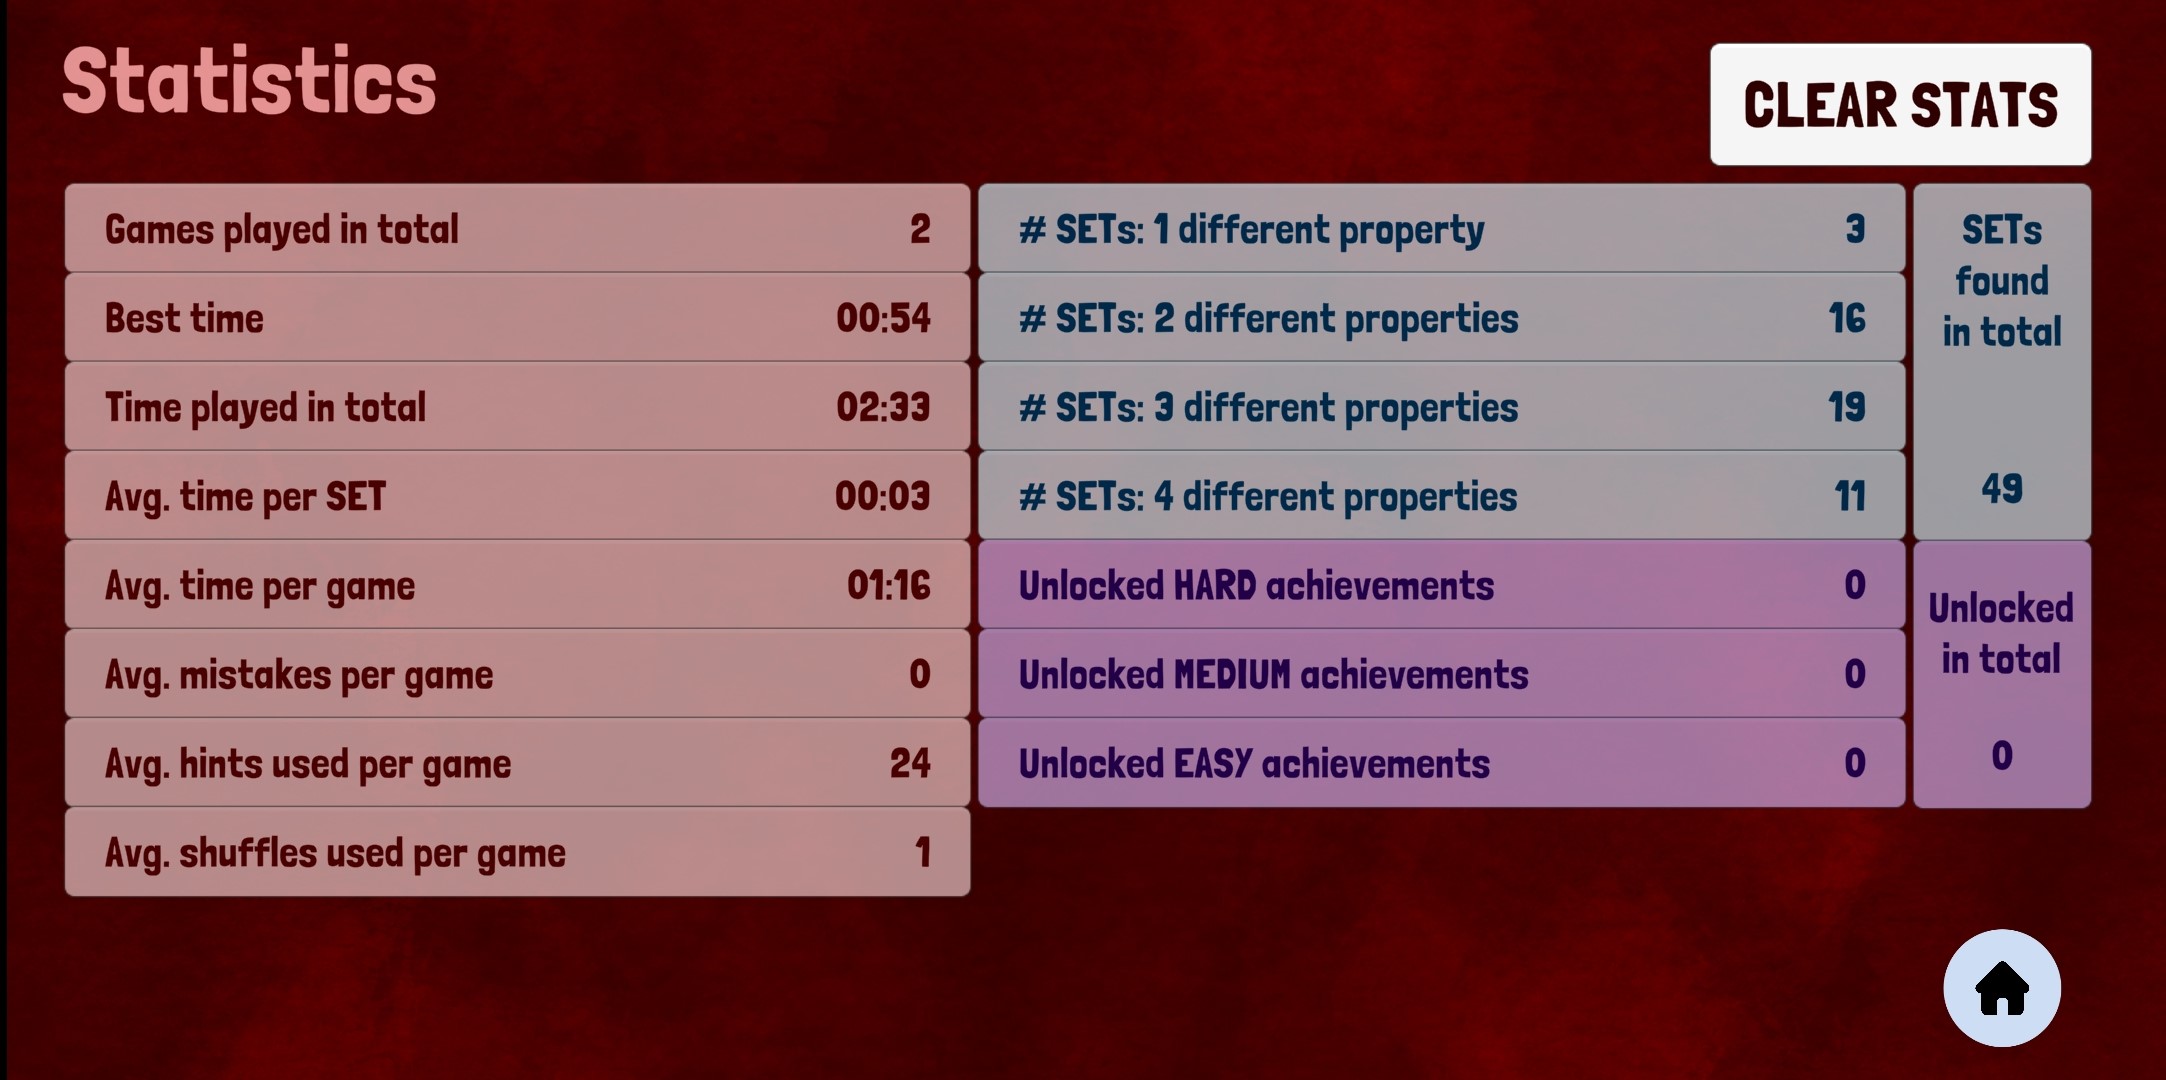 Statistics
CLEAR STATS
Games played in total 2
Best time 00:54
Time played in total 02:33
Avg. time per SET 00:03
Avg. time per game 01:16
Avg. mistakes per game 0
Avg. hints used per game 24
Avg. shuffles used per game 1
# SETs: 1 different property 3
# SETs: 2 different properties 16
# SETs: 3 different properties 19
# SETs: 4 different properties 11
Unlocked HARD achievements 0
Unlocked MEDIUM achievements 0
Unlocked EASY achievements 0
SETs
found
in total
49
Unlocked
in total
0